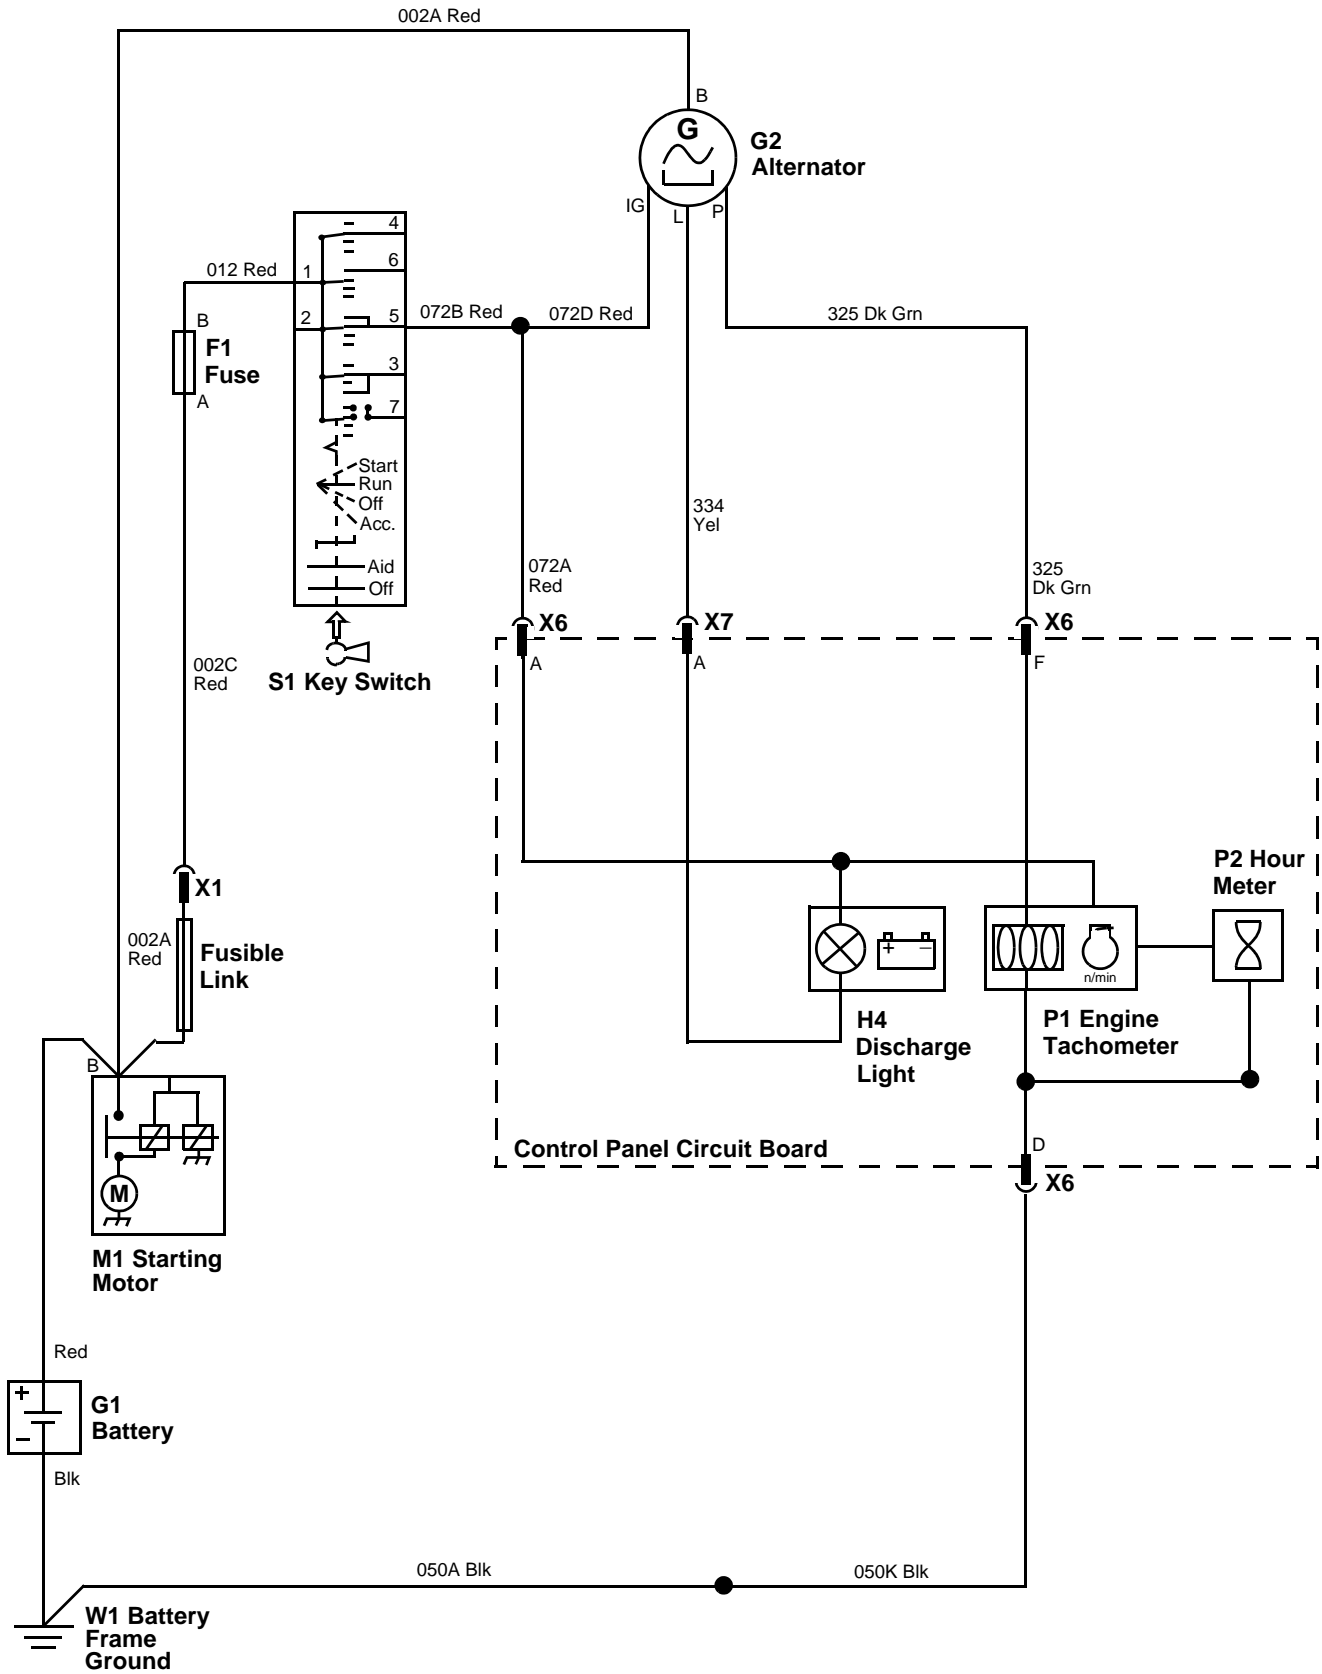 002A Red
B
G
G2
Alternator
IG
L
P
4
012 Red
1
6
072B Red
072D Red
325 Dk Grn
2
5
B
F1
Fuse
A
3
7
Start
Run
Off
Acc.
Aid
Off
334
Yel
072A
Red
325
Dk Grn
X6
X7
X6
A
A
F
002C
Red
S1 Key Switch
X1
P2 Hour
Meter
002A
Red
Fusible
Link
+ −
n/min
H4
Discharge
Light
P1 Engine
Tachometer
B
Control Panel Circuit Board
D
X6
M
M1 Starting
Motor
Red
+
−
G1
Battery
Blk
050A Blk
050K Blk
W1 Battery
Frame
Ground